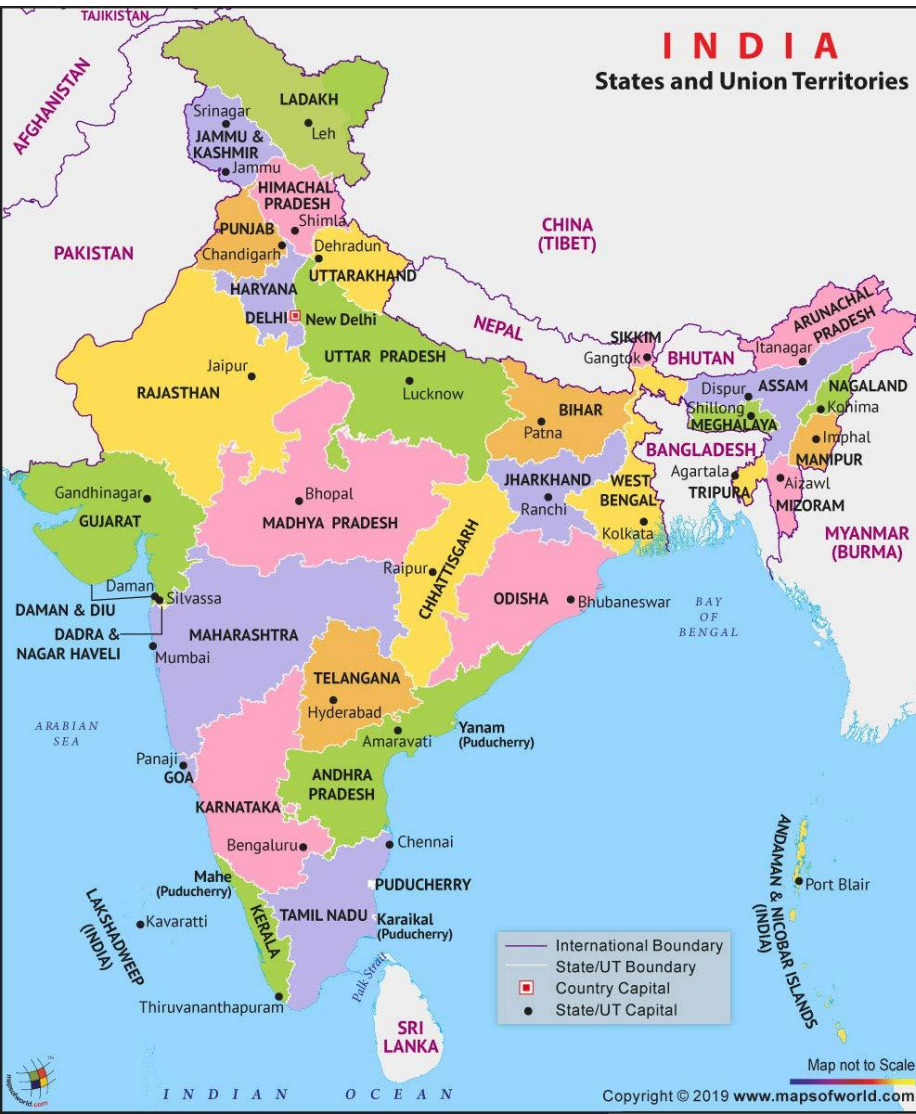 TAJIKISTAN
INDIA
States and Union Territories
AFGHANISTAN
LADAKH
Srinagar
Leh
JAMMU &
KASHMIR
Jammu
HIMACHAL
PRADESH
Shimla
PUNJAB
Chandigarh
CHINA
(TIBET)
PAKISTAN
Dehradun
UTTARAKHAND
HARYANA
DELHI
New Delhi
NEPAL
SIKKIM
Gangtok
BHUTAN
ARUNACHAL
PRADESH
Itanagar
UTTAR PRADESH
Lucknow
Jaipur
RAJASTHAN
BIHAR
Patna
Dispur
ASSAM
NAGALAND
Shillong
Kohima
MEGHALAYA
Imphal
MANIPUR
BANGLADESH
Agartala
TRIPURA
Aizawl
MIZORAM
JHARKHAND
Ranchi
WEST
BENGAL
Kolkata
MYANMAR
(BURMA)
Gandhinagar
GUJARAT
Bhopal
MADHYA PRADESH
CHHATTISGARH
Raipur
ODISHA
Bhubaneswar
BAY
OF
BENGAL
Daman
Silvassa
DAMAN & DIU
DADRA &
NAGAR HAVELI
MAHARASHTRA
Mumbai
TELANGANA
Hyderabad
ARABIAN
SEA
Amaravati
Yanam
(Puducherry)
Panaji
GOA
ANDHRA
PRADESH
KARNATAKA
Bengaluru
Chennai
Mahe
(Puducherry)
PUDUCHERRY
KERALA
TAMIL NADU
Karaikal
(Puducherry)
LAKSHADWEEP
(INDIA)
Kavaratti
Palk Strait
Thiruvananthapuram
SRI
LANKA
ANDAMAN & NICOBAR ISLANDS
(INDIA)
Port Blair
International Boundary
State/UT Boundary
Country Capital
State/UT Capital
INDIAN OCEAN
Map not to Scale
mapsofworld.com
Copyright © 2019 www.mapsofworld.com